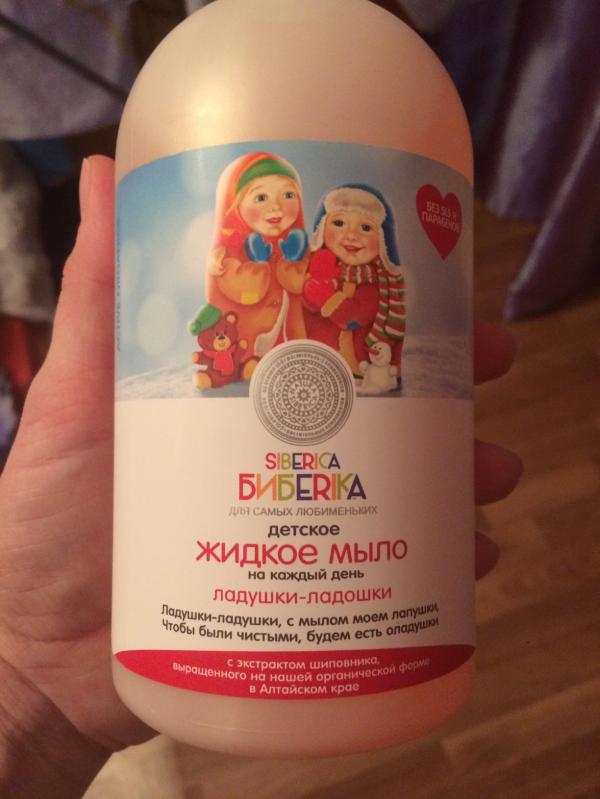 БЕЗ SLS И
ПАРАБЕНОВ
SIBERICA
БИБЕRIКА
ДЛЯ САМЫХ ЛЮБИМЕНЬКИХ
детское
жидкое мыло
на каждый день
ладушки-ладошки
Ладушки-ладушки, с мылом моем лапушки,
Чтобы были чистыми, будем есть оладушки
с экстрактом шиповника,
выращенного на нашей органической ферме
в Алтайском крае